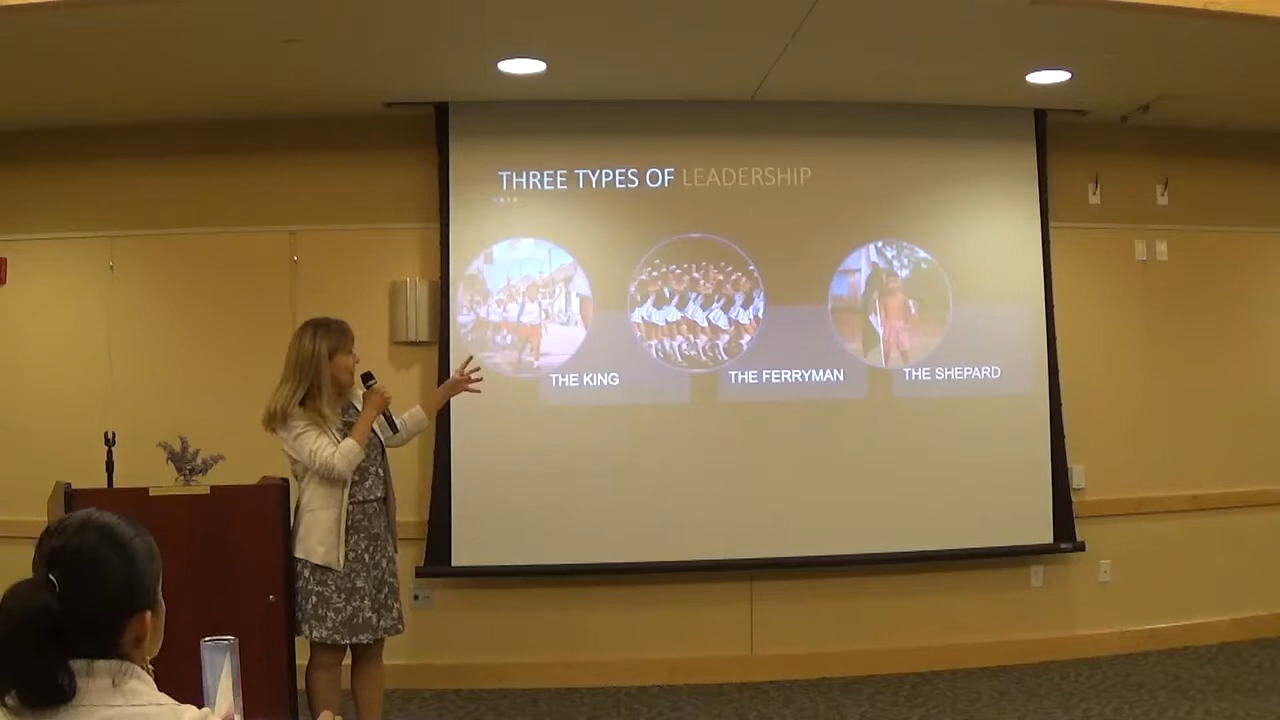 THREE TYPES OF LEADERSHIP
THE KING
THE FERRYMAN
THE SHEPARD